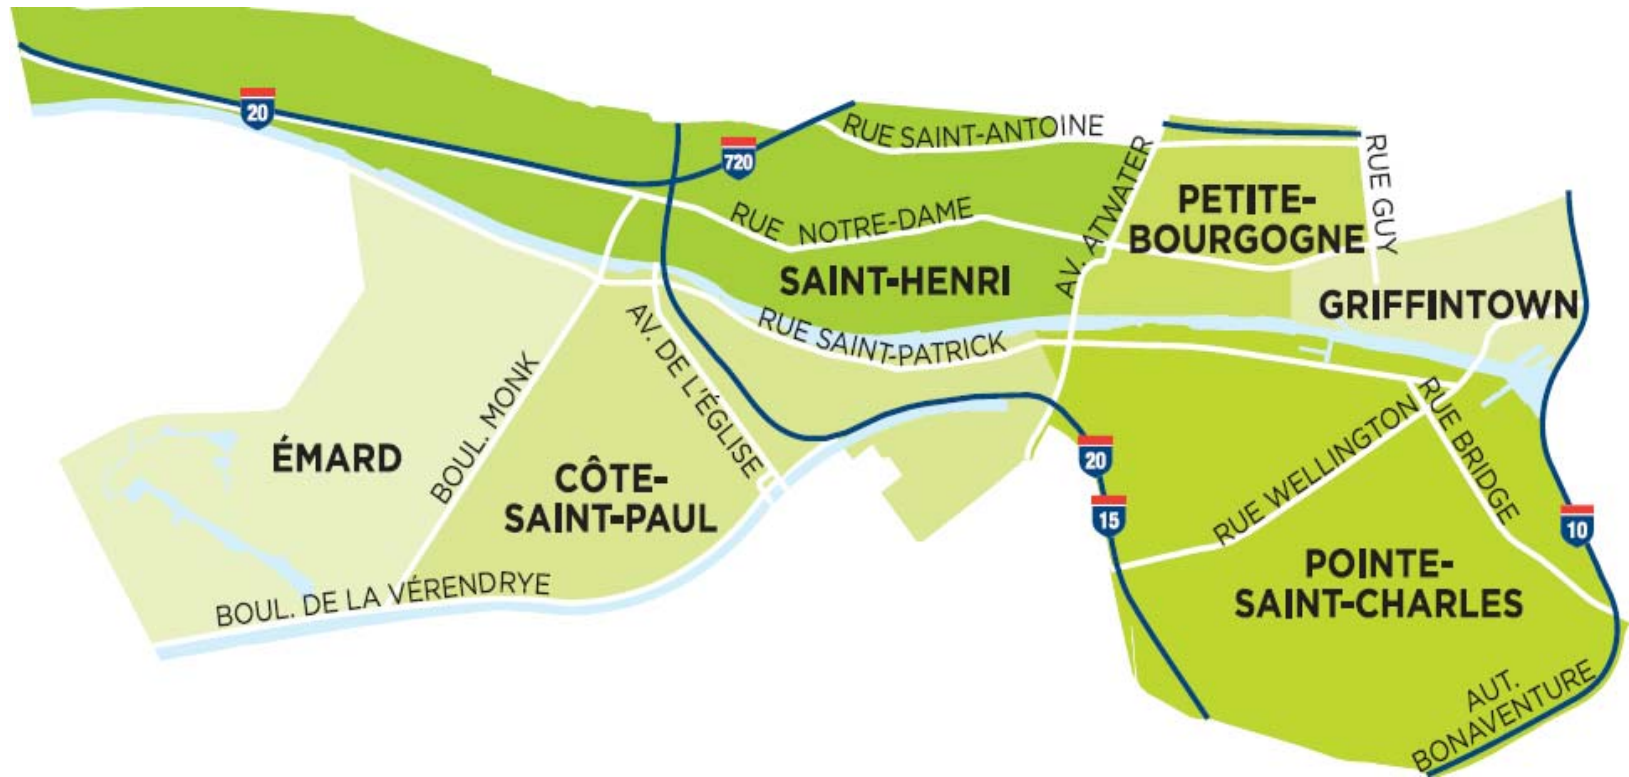 20
720
RUE SAINT-ANTOINE
AV. ATWATER
RUE GUY
PETITE-
BOURGOGNE
RUE NOTRE-DAME
SAINT-HENRI
GRIFFINTOWN
RUE SAINT-PATRICK
AV. DE L'ÉGLISE
BOUL. MONK
ÉMARD
CÔTE-
SAINT-PAUL
BOUL. DE LA VÉRENDRYE
20
15
RUE WELLINGTON
RUE BRIDGE
10
POINTE-
SAINT-CHARLES
AUT.
BONAVENTURE